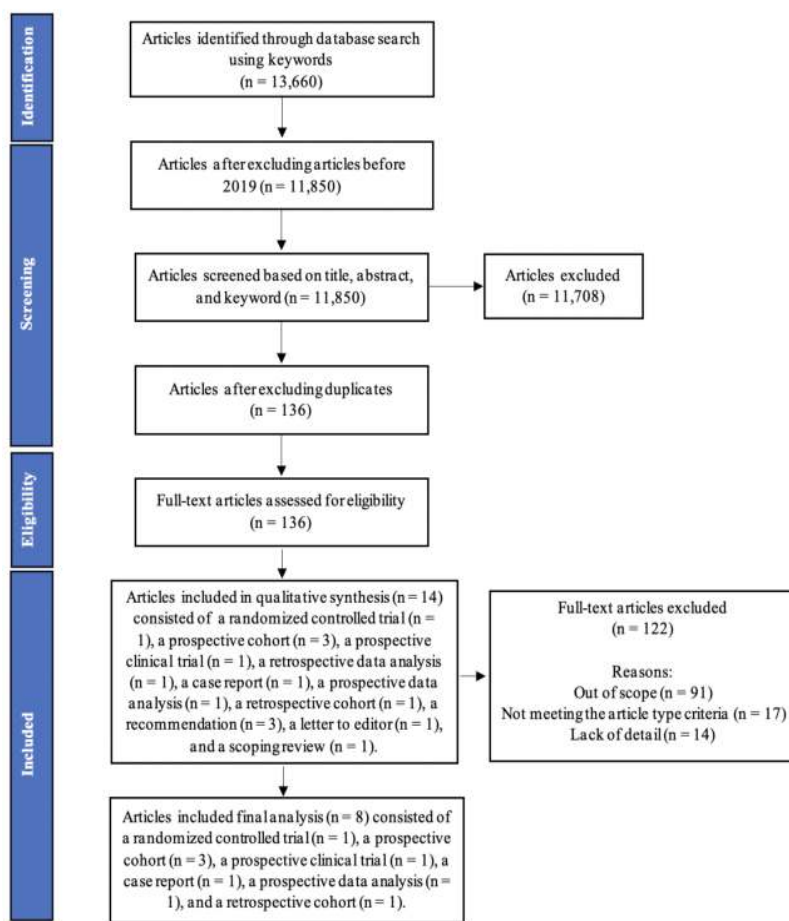 Identification
Articles identified through database search
using keywords
(n = 13,660)
Screening
Articles after excluding articles before
2019 (n = 11,850)
Articles screened based on title, abstract,
and keyword (n = 11,850)
Articles excluded
(n = 11,708)
Articles after excluding duplicates
(n = 136)
Eligibility
Full-text articles assessed for eligibility
(n = 136)
Included
Articles included in qualitative synthesis (n = 14)
consisted of a randomized controlled trial (n =
1), a prospective cohort (n = 3), a prospective
clinical trial (n = 1), a retrospective data analysis
(n = 1), a case report (n = 1), a prospective data
analysis (n = 1), a retrospective cohort (n = 1), a
recommendation (n = 3), a letter to editor (n = 1),
and a scoping review (n = 1).
Full-text articles excluded
(n = 122)
Reasons:
Out of scope (n = 91)
Not meeting the article type criteria (n = 17)
Lack of detail (n = 14)
Articles included final analysis (n = 8) consisted of
a randomized controlled trial (n = 1), a prospective
cohort (n = 3), a prospective clinical trial (n = 1), a
case report (n = 1), a prospective data analysis (n =
1), and a retrospective cohort (n = 1).